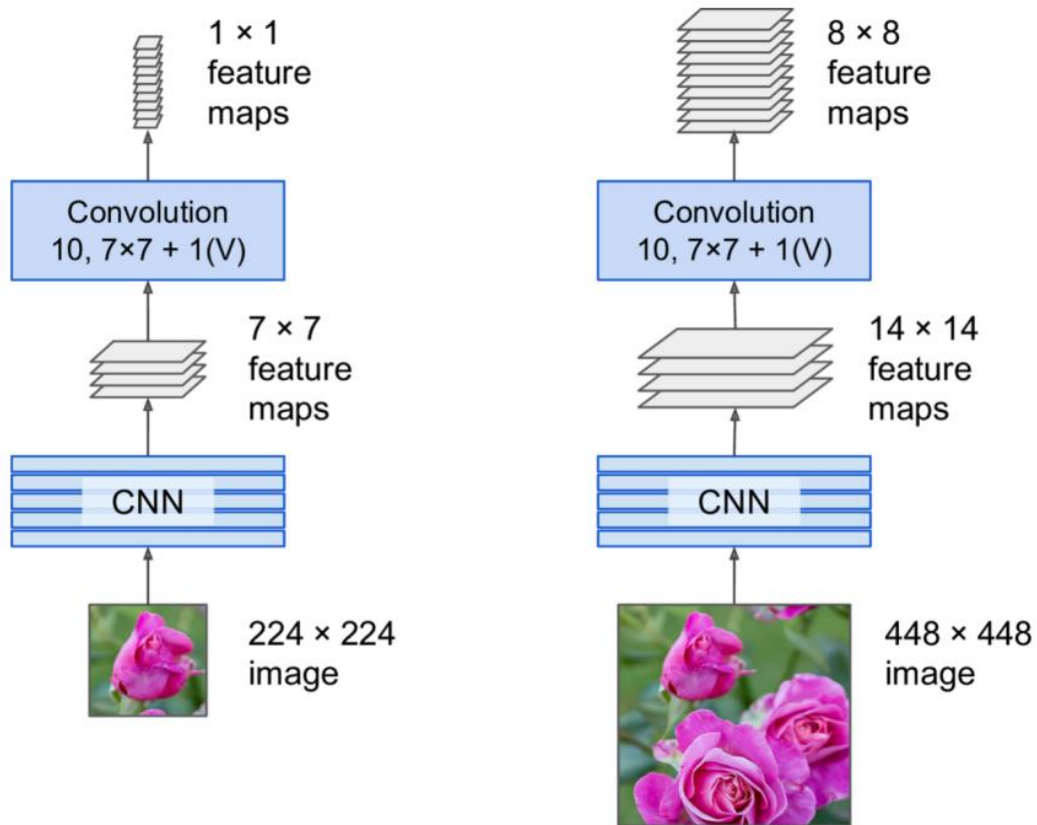 1 × 1
feature
maps
Convolution
10, 7×7 + 1(V)
7 × 7
feature
maps
CNN
224 × 224
image
8 × 8
feature
maps
Convolution
10, 7×7 + 1(V)
14 × 14
feature
maps
CNN
448 × 448
image